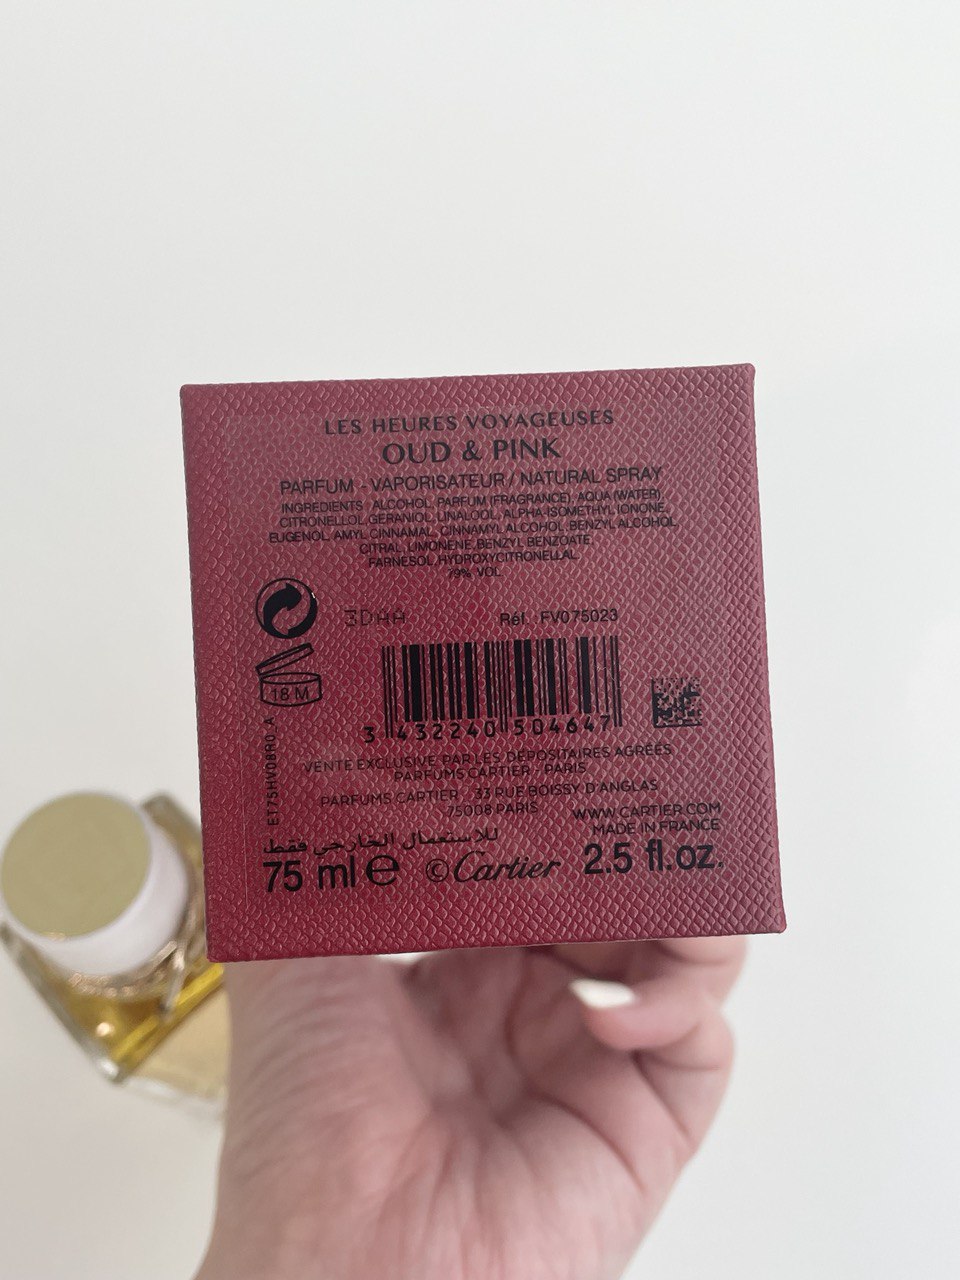 LES HEURES VOYAGEUSES
OUD & PINK
PARFUM - VAPORISATEUR / NATURAL SPRAY
INGREDIENTS ALCOHOL, PARFUM (FRAGRANCE), AQUA (WATER),
CITRONELLOL, GERANIOL, LINALOOL, ALPHA-ISOMETHYL IONONE,
EUGENOL, AMYL CINNAMAL, CINNAMYL ALCOHOL, BENZYL ALCOHOL,
CITRAL, LIMONENE, BENZYL BENZOATE,
FARNESOL, HYDROXYCITRONELLAL
79% VOL
3DHA Réf. FV075023
18 M
3 432240 504647
ET75HV08R0_A
VENTE EXCLUSIVE PAR LES DÉPOSITAIRES AGRÉÉS
PARFUMS CARTIER - PARIS
PARFUMS CARTIER 33 RUE BOISSY D'ANGLAS
75008 PARIS
WWW.CARTIER.COM
MADE IN FRANCE
للاستعمال الخارجي فقط
75 ml e © Cartier 2.5 fl.oz.